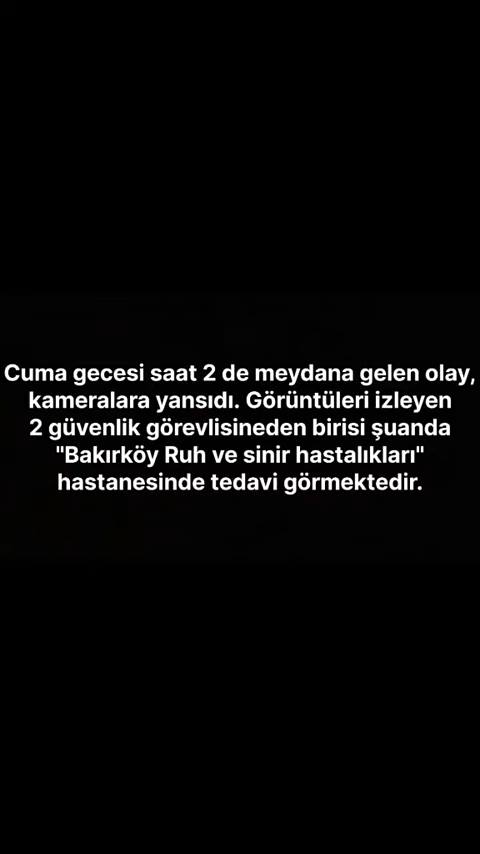 Cuma gecesi saat 2 de meydana gelen olay,
kameralara yansıdı. Görüntüleri izleyen
2 güvenlik görevlisineden birisi şuanda
"Bakırköy Ruh ve sinir hastalıkları"
hastanesinde tedavi görmektedir.